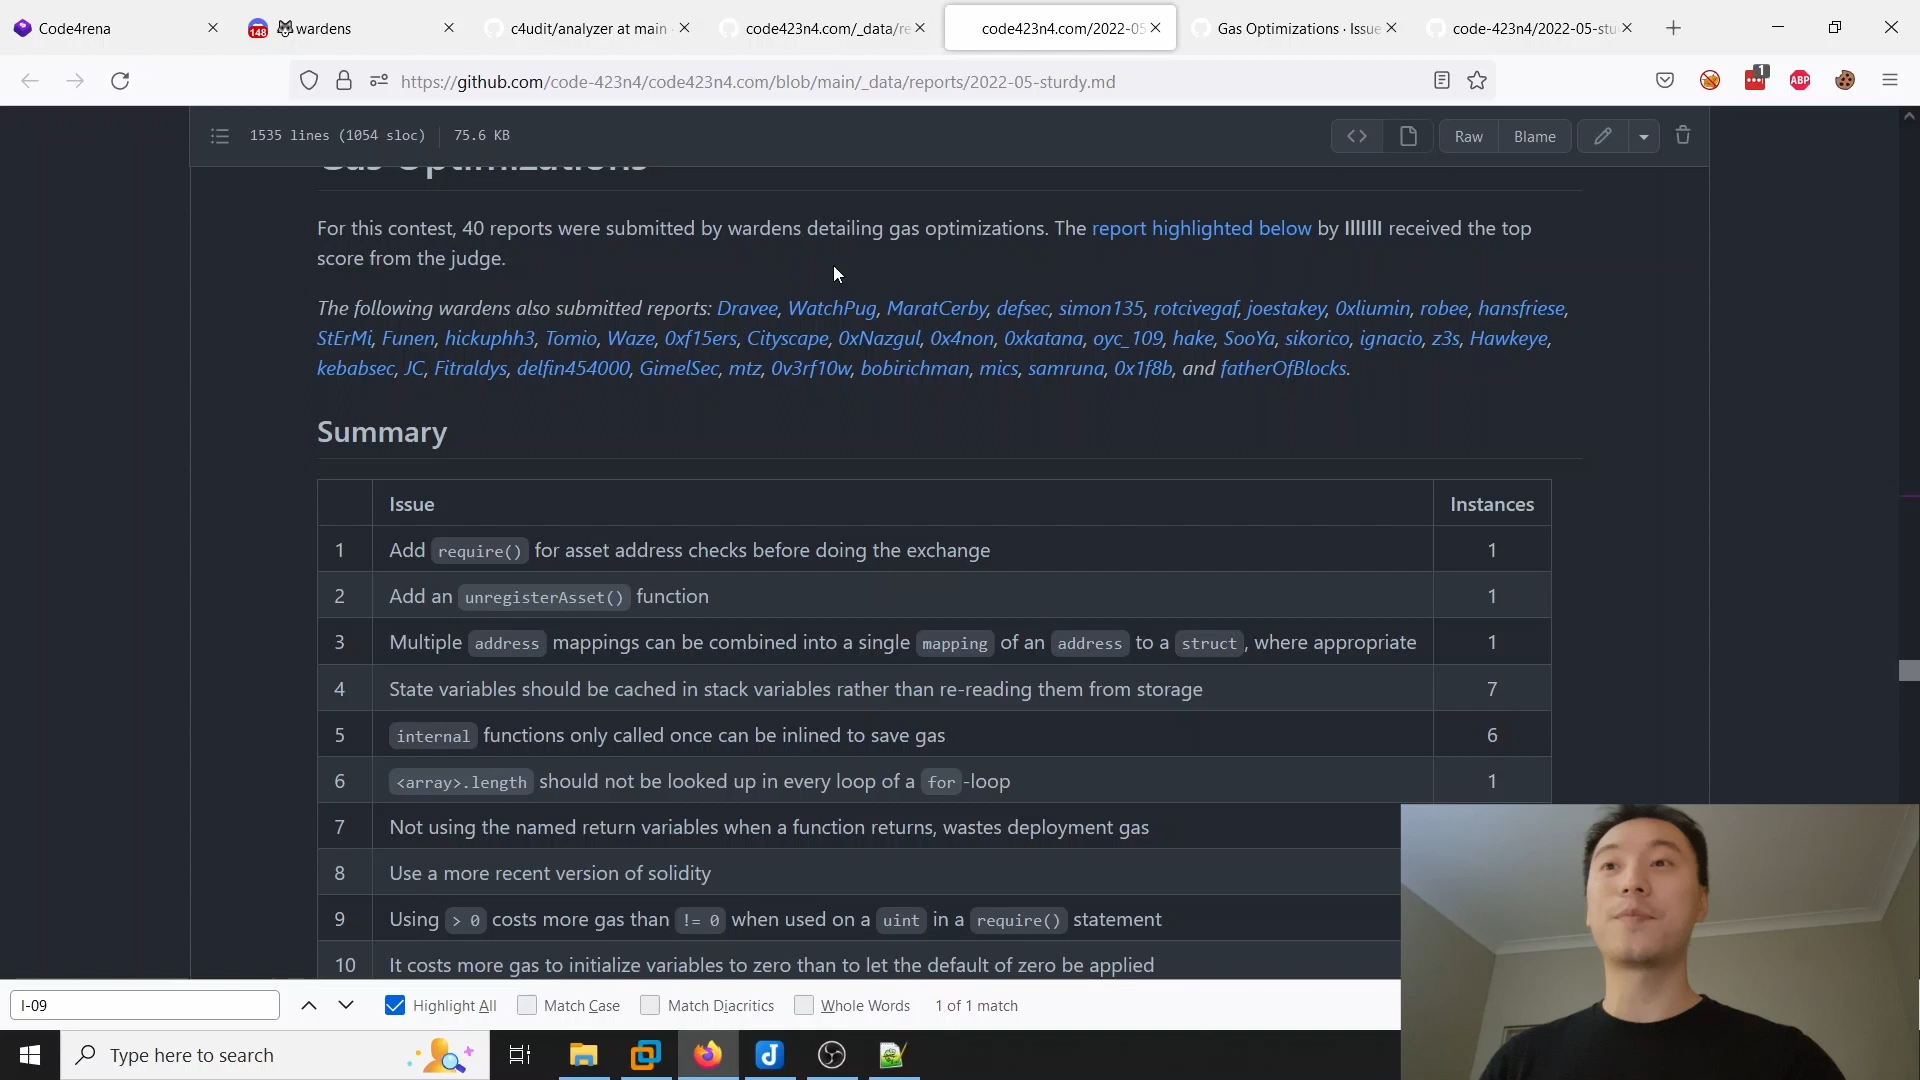 Code4rena
148
wardens
c4udit/analyzer at main ·
code423n4.com/_data/re
code423n4.com/2022-05
Gas Optimizations · Issue
code-423n4/2022-05-stu
https://github.com/code-423n4/code423n4.com/blob/main/_data/reports/2022-05-sturdy.md
1
ABP
1535 lines (1054 sloc) 75.6 KB
Raw Blame
Gas Optimizations
For this contest, 40 reports were submitted by wardens detailing gas optimizations. The report highlighted below by IllIllI received the top
score from the judge.
The following wardens also submitted reports: Dravee, WatchPug, MaratCerby, defsec, simon135, rotcivegaf, joestakey, 0xliumin, robee, hansfriese,
StErMi, Funen, hickuphh3, Tomio, Waze, 0xf15ers, Cityscape, 0xNazgul, 0x4non, 0xkatana, oyc_109, hake, SooYa, sikorico, ignacio, z3s, Hawkeye,
kebabsec, JC, Fitraldys, delfin454000, GimelSec, mtz, 0v3rf10w, bobirichman, mics, samruna, 0x1f8b, and fatherOfBlocks.
Summary
Issue Instances
1 Add require() for asset address checks before doing the exchange 1
2 Add an unregisterAsset() function 1
3 Multiple address mappings can be combined into a single mapping of an address to a struct, where appropriate 1
4 State variables should be cached in stack variables rather than re-reading them from storage 7
5 internal functions only called once can be inlined to save gas 6
6 <array>.length should not be looked up in every loop of a for-loop 1
7 Not using the named return variables when a function returns, wastes deployment gas
8 Use a more recent version of solidity
9 Using > 0 costs more gas than != 0 when used on a uint in a require() statement
10 It costs more gas to initialize variables to zero than to let the default of zero be applied
I-09
Highlight All Match Case Match Diacritics Whole Words 1 of 1 match
Type here to search